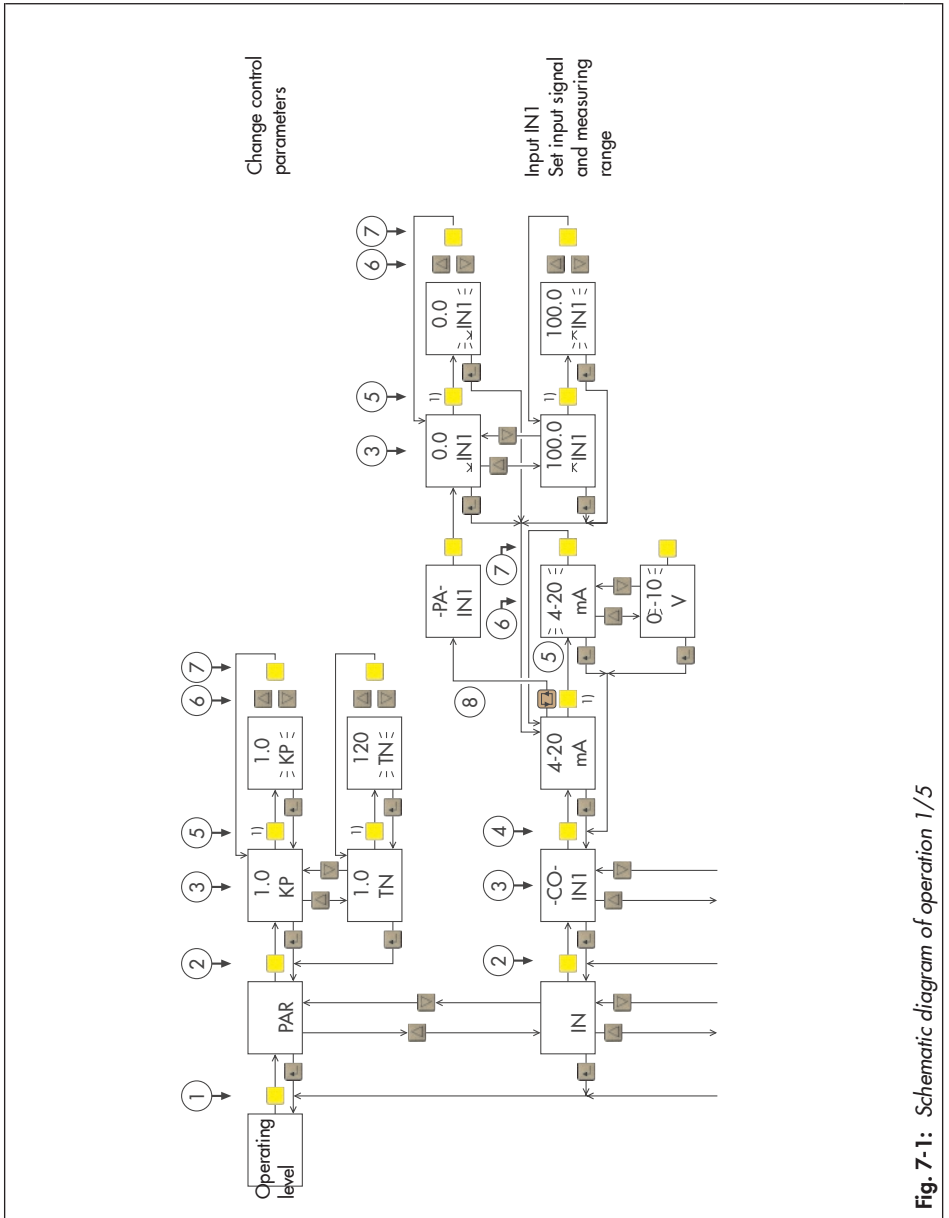 Change control
parameters
1 2 3 5 6 7
Operating
level
PAR
1.0
KP
1)
1.0
KP
1.0
TN
1)
120
TN
Input IN1
Set input signal
and measuring
range
2 3 4 5 6 7
IN
-CO-
IN1
4-20
mA
1)
4-20
mA
0-10
V
8
-PA-
IN1
3 5 6 7
0.0
IN1
1)
0.0
IN1
100.0
IN1
1)
100.0
IN1
Fig. 7-1: Schematic diagram of operation 1/5